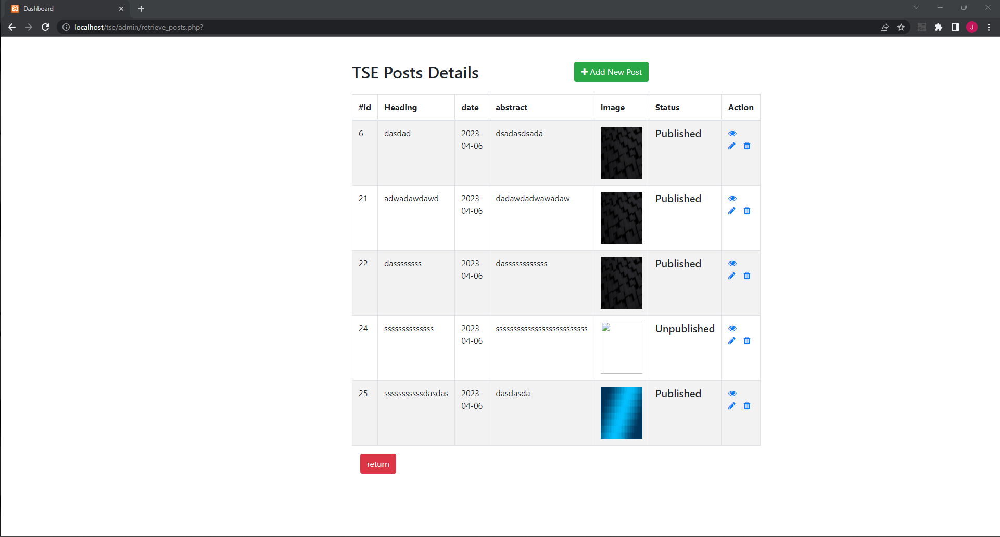 Dashboard
localhost/tse/admin/retrieve_posts.php?
J
TSE Posts Details
Add New Post
#id Heading date abstract image Status Action
6 dasdad 2023-04-06 dsadasdsada Published
21 adwadawdawd 2023-04-06 dadawdadwawadaw Published
22 dassssssss 2023-04-06 dasssssssssss Published
24 ssssssssssssss 2023-04-06 ssssssssssssssssssssssssssss Unpublished
25 sssssssssssdasdas 2023-04-06 dasdasda Published
return